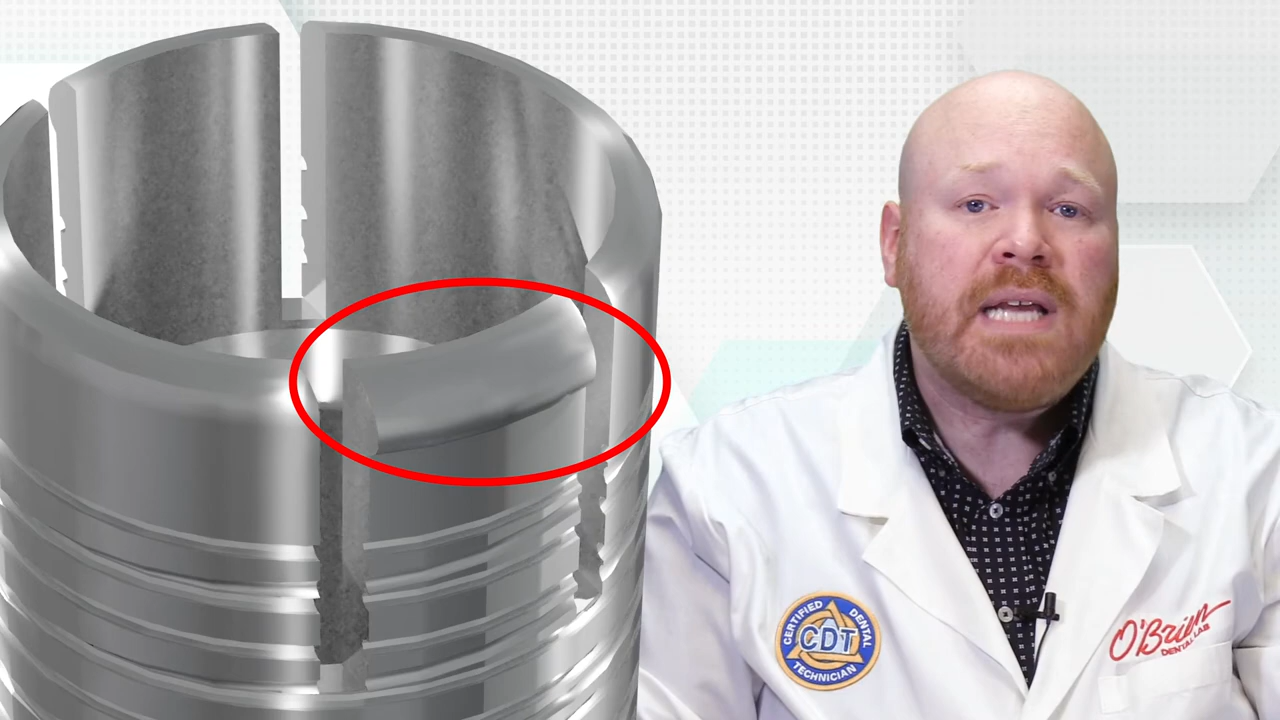 CERTIFIED DENTAL
CDT
TECHNICIAN
O'Brien
DENTAL LAB